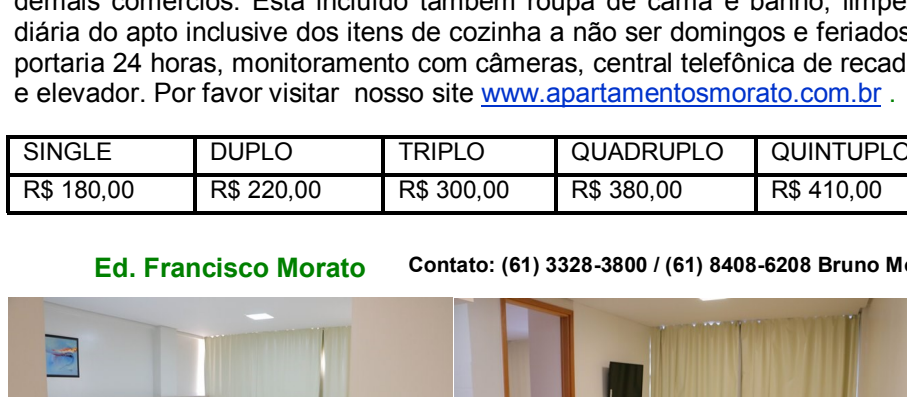 demais comércios. Está incluído também roupa de cama e banho, limpe
diária do apto inclusive dos itens de cozinha a não ser domingos e feriados
portaria 24 horas, monitoramento com câmeras, central telefônica de recad
e elevador. Por favor visitar nosso site www.apartamentosmorato.com.br .
SINGLE DUPLO TRIPLO QUADRUPLO QUINTUPLO
R$ 180,00 R$ 220,00 R$ 300,00 R$ 380,00 R$ 410,00
Ed. Francisco Morato Contato: (61) 3328-3800 / (61) 8408-6208 Bruno Mo